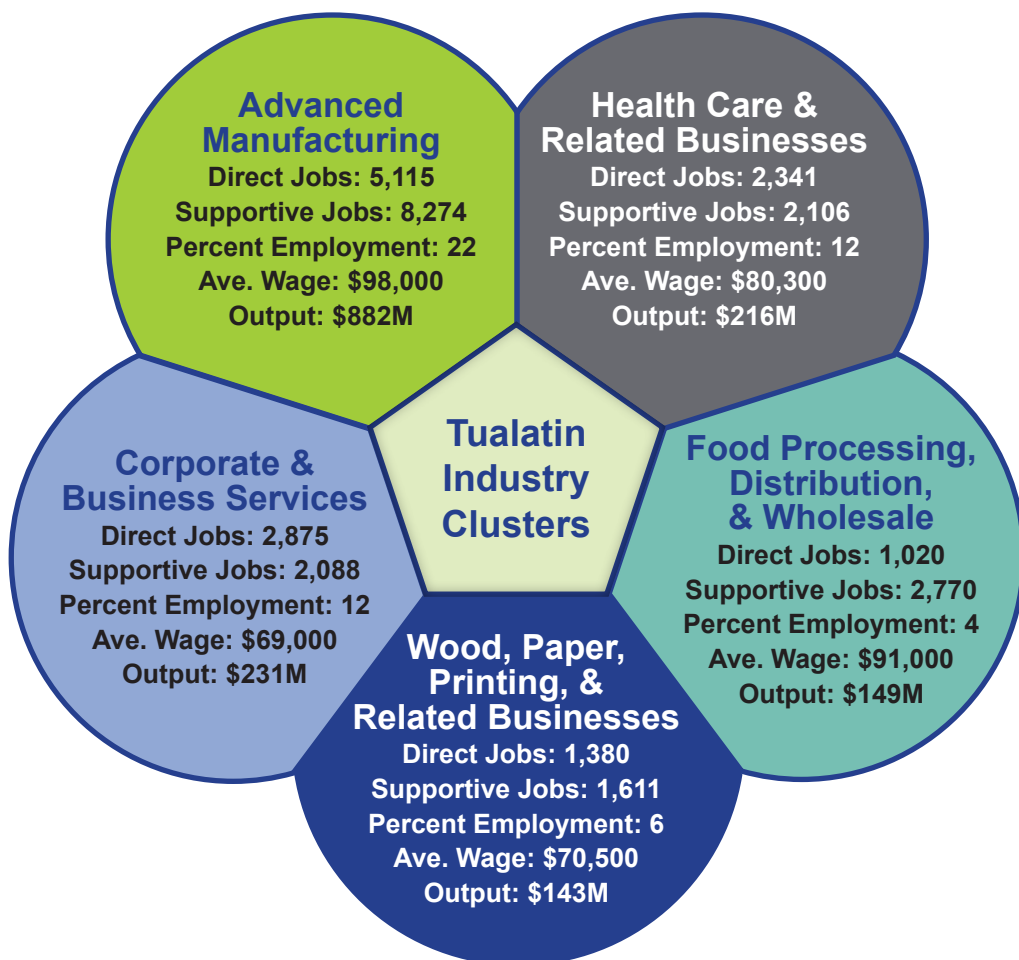 Advanced
Manufacturing
Direct Jobs: 5,115
Supportive Jobs: 8,274
Percent Employment: 22
Ave. Wage: $98,000
Output: $882M
Health Care &
Related Businesses
Direct Jobs: 2,341
Supportive Jobs: 2,106
Percent Employment: 12
Ave. Wage: $80,300
Output: $216M
Tualatin
Industry
Clusters
Corporate &
Business Services
Direct Jobs: 2,875
Supportive Jobs: 2,088
Percent Employment: 12
Ave. Wage: $69,000
Output: $231M
Food Processing,
Distribution,
& Wholesale
Direct Jobs: 1,020
Supportive Jobs: 2,770
Percent Employment: 4
Ave. Wage: $91,000
Output: $149M
Wood, Paper,
Printing, &
Related Businesses
Direct Jobs: 1,380
Supportive Jobs: 1,611
Percent Employment: 6
Ave. Wage: $70,500
Output: $143M